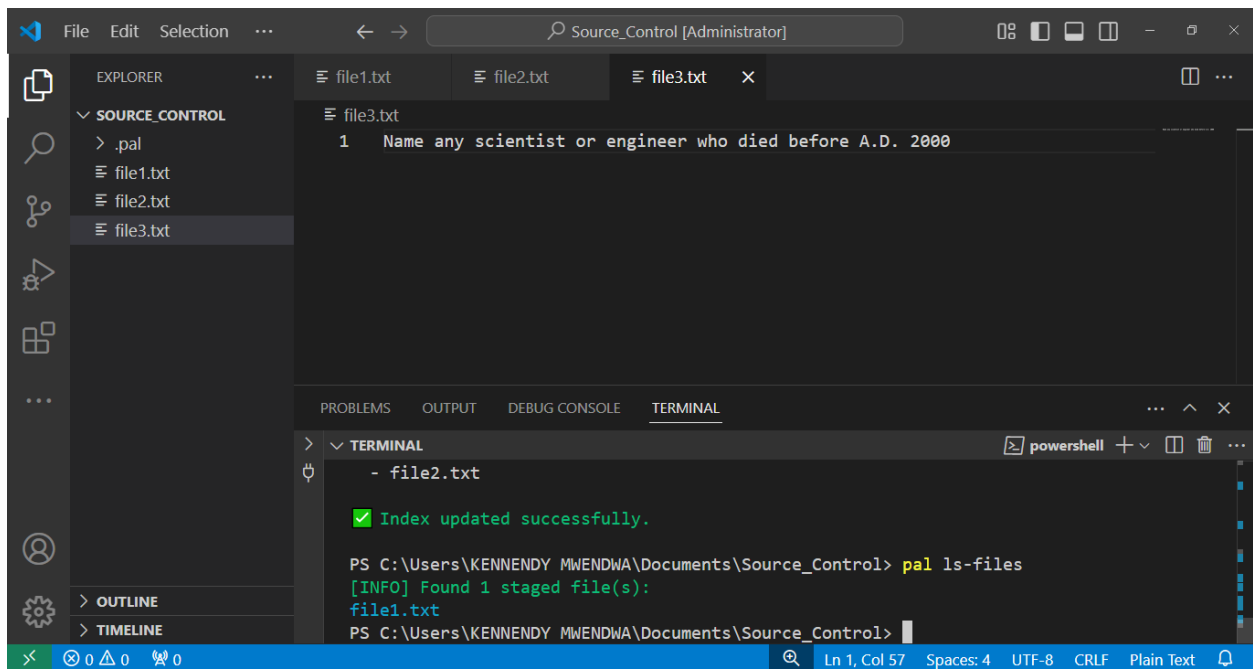 File Edit Selection ···
Source_Control [Administrator]
EXPLORER ···
SOURCE_CONTROL
.pal
file1.txt
file2.txt
file3.txt
OUTLINE
TIMELINE
file1.txt file2.txt file3.txt
file3.txt
1 Name any scientist or engineer who died before A.D. 2000
PROBLEMS OUTPUT DEBUG CONSOLE TERMINAL
TERMINAL powershell
- file2.txt
Index updated successfully.
PS C:\Users\KENNENDY MWENDWA\Documents\Source_Control> pal ls-files
[INFO] Found 1 staged file(s):
file1.txt
PS C:\Users\KENNENDY MWENDWA\Documents\Source_Control>
0 0 0 Ln 1, Col 57 Spaces: 4 UTF-8 CRLF Plain Text